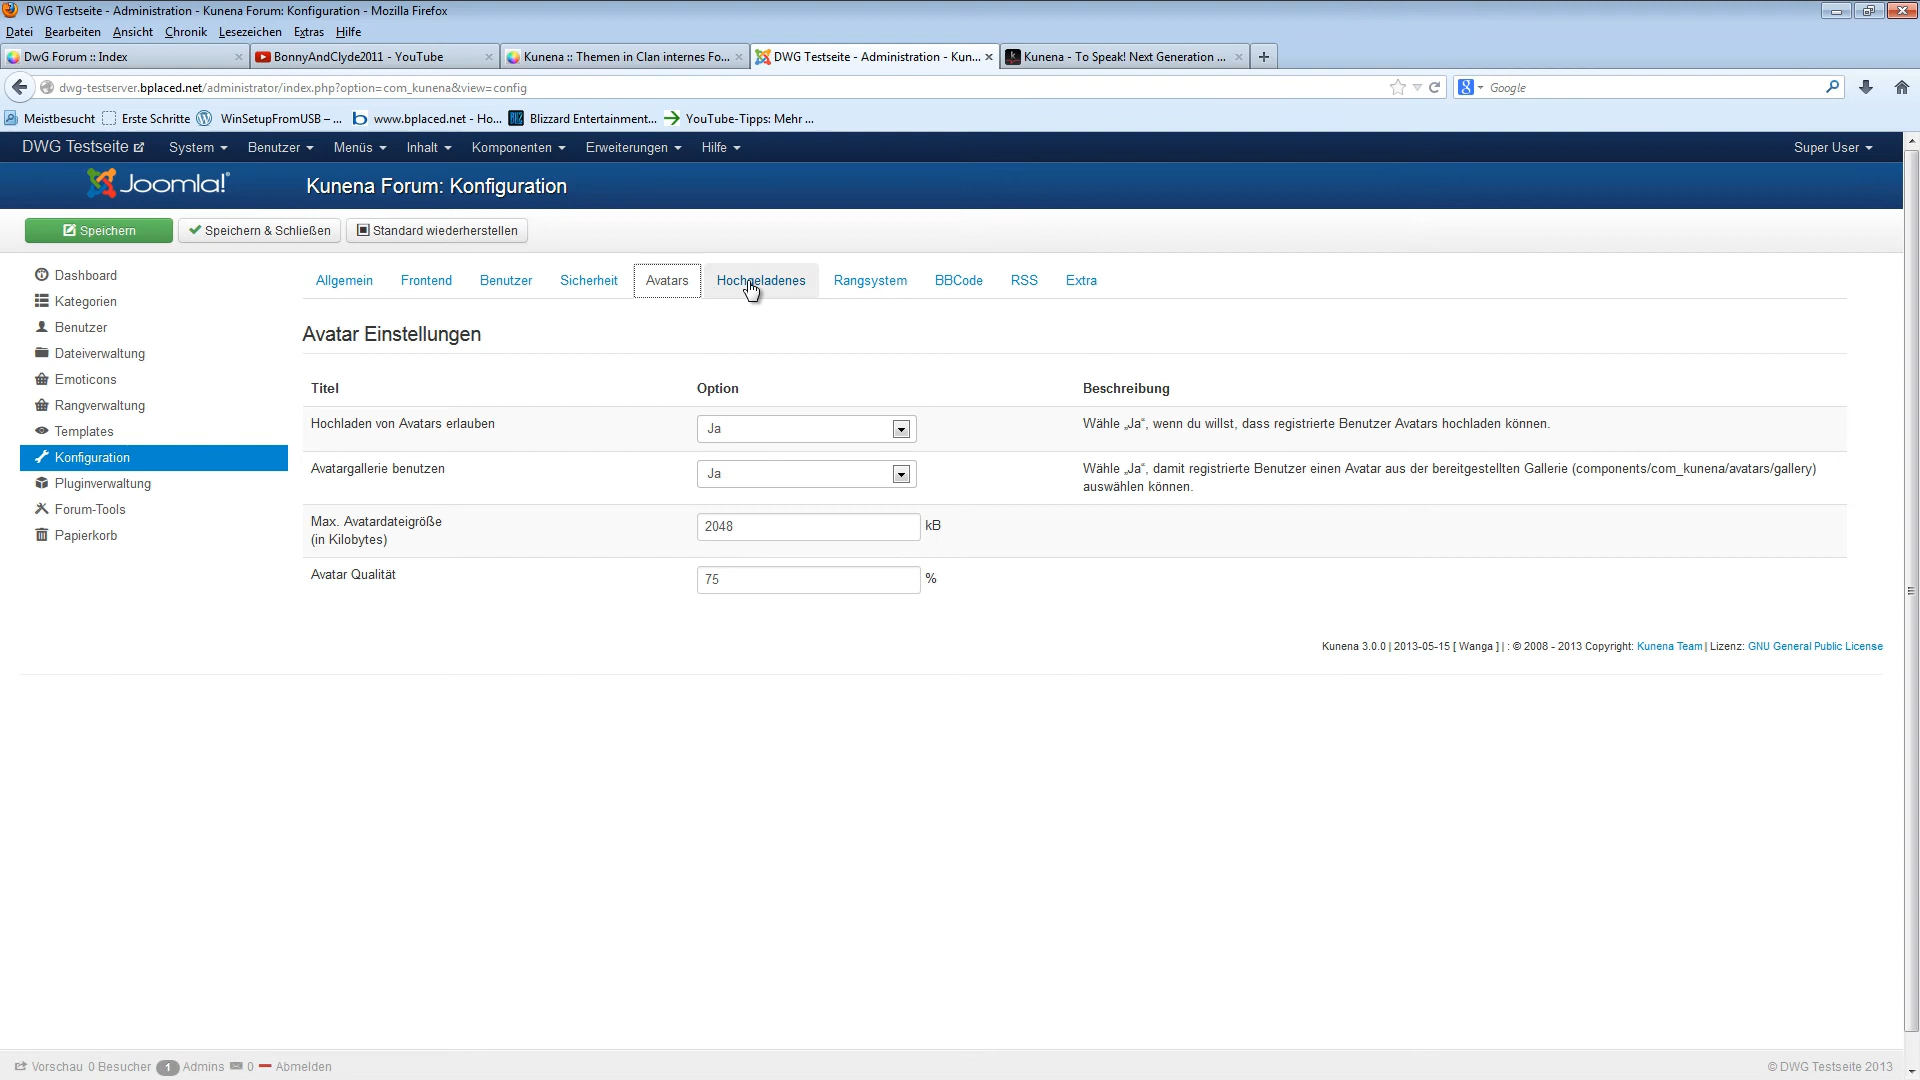 DWG Testseite - Administration - Kunena Forum: Konfiguration - Mozilla Firefox
Datei Bearbeiten Ansicht Chronik Lesezeichen Extras Hilfe
DwG Forum :: Index
BonnyAndClyde2011 - YouTube
Kunena :: Themen in Clan internes Fo...
DWG Testseite - Administration - Kun...
Kunena - To Speak! Next Generation ...
dwg-testserver.bplaced.net/administrator/index.php?option=com_kunena&view=config
Google
Meistbesucht Erste Schritte WinSetupFromUSB – ... www.bplaced.net - Ho... Blizzard Entertainment... YouTube-Tipps: Mehr ...
DWG Testseite System Benutzer Menüs Inhalt Komponenten Erweiterungen Hilfe Super User
Joomla! Kunena Forum: Konfiguration
Speichern Speichern & Schließen Standard wiederherstellen
Dashboard
Kategorien
Benutzer
Dateiverwaltung
Emoticons
Rangverwaltung
Templates
Konfiguration
Pluginverwaltung
Forum-Tools
Papierkorb
Allgemein Frontend Benutzer Sicherheit Avatars Hochgeladenes Rangsystem BBCode RSS Extra
Avatar Einstellungen
Titel Option Beschreibung
Hochladen von Avatars erlauben Ja Wähle „Ja“, wenn du willst, dass registrierte Benutzer Avatars hochladen können.
Avatargallerie benutzen Ja Wähle „Ja“, damit registrierte Benutzer einen Avatar aus der bereitgestellten Gallerie (components/com_kunena/avatars/gallery)
auswählen können.
Max. Avatardateigröße
(in Kilobytes)
2048 kB
Avatar Qualität 75 %
Kunena 3.0.0 | 2013-05-15 [ Wanga ] | : © 2008 - 2013 Copyright: Kunena Team | Lizenz: GNU General Public License
Vorschau 0 Besucher 1 Admins 0 Abmelden
© DWG Testseite 2013